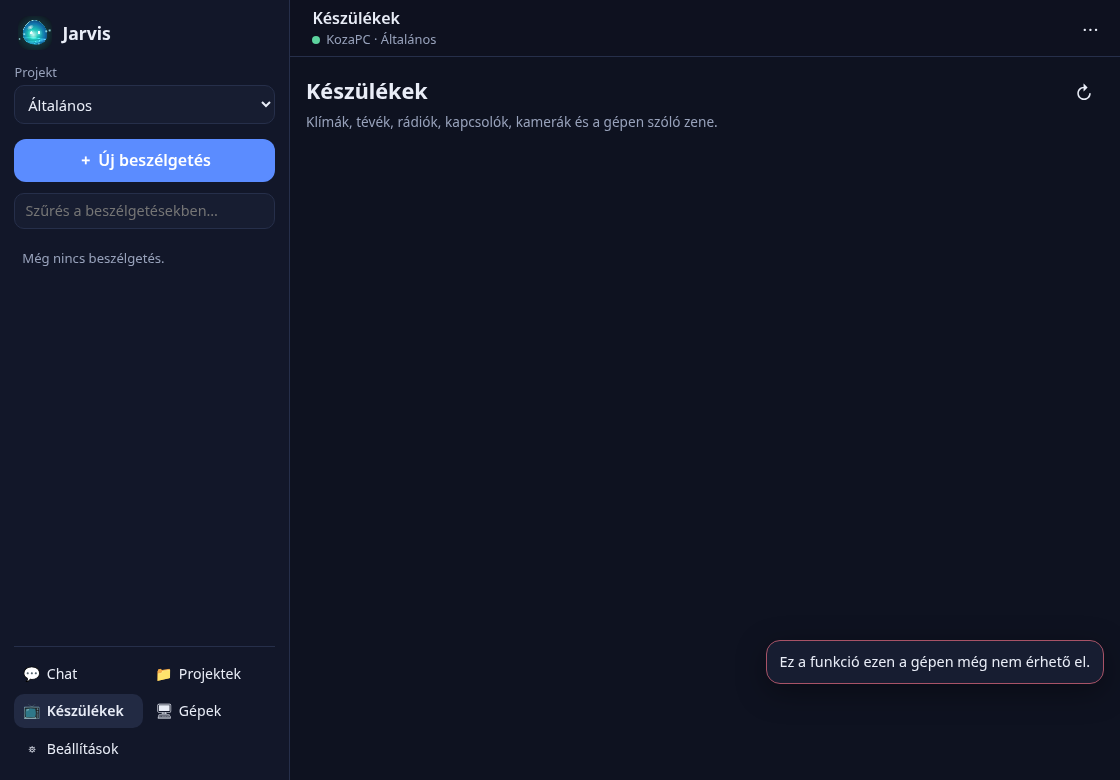 Jarvis
Projekt
Általános
+ Új beszélgetés
Szűrés a beszélgetésekben...
Még nincs beszélgetés.
Chat
Projektek
Készülékek
Gépek
Beállítások
Készülékek
KozaPC · Általános
...
Készülékek
Klímák, tévék, rádiók, kapcsolók, kamerák és a gépen szóló zene.
Ez a funkció ezen a gépen még nem érhető el.